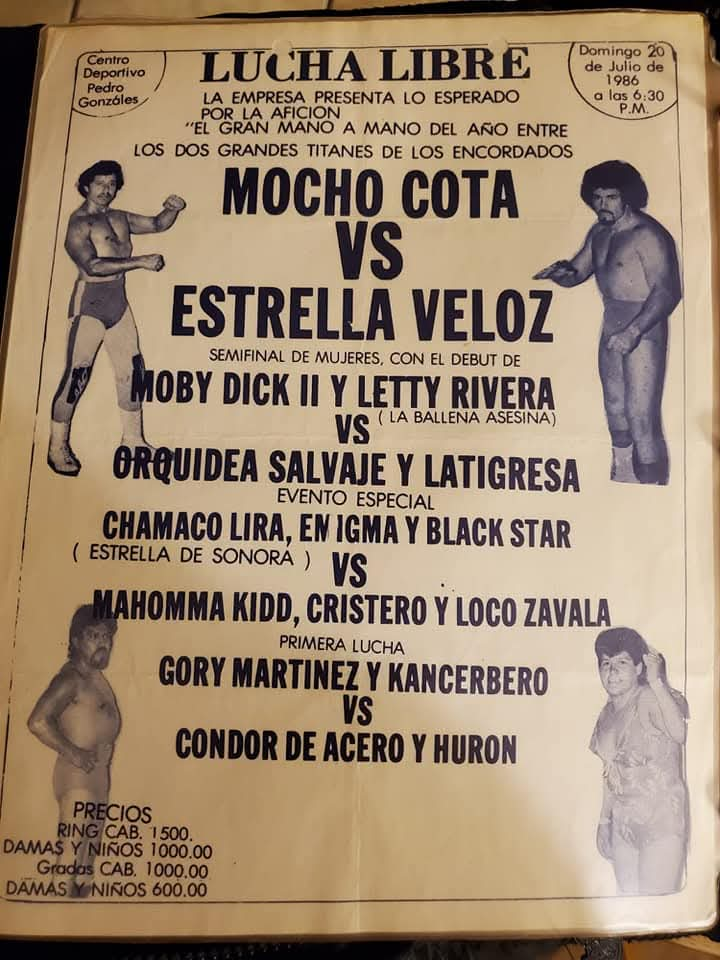 Centro
Deportivo
Pedro
Gonzáles
LUCHA LIBRE
Domingo 20
de Julio de
1986
a las 6:30
P.M.
LA EMPRESA PRESENTA LO ESPERADO
POR LA AFICION
"EL GRAN MANO A MANO DEL AÑO ENTRE
LOS DOS GRANDES TITANES DE LOS ENCORDADOS
MOCHO COTA
VS
ESTRELLA VELOZ
SEMIFINAL DE MUJERES, CON EL DEBUT DE
MOBY DICK II Y LETTY RIVERA
( LA BALLENA ASESINA)
VS
ORQUIDEA SALVAJE Y LATIGRESA
EVENTO ESPECIAL
CHAMACO LIRA, ENIGMA Y BLACK STAR
( ESTRELLA DE SONORA )
VS
MAHOMMA KIDD, CRISTERO Y LOCO ZAVALA
PRIMERA LUCHA
GORY MARTINEZ Y KANCERBERO
VS
CONDOR DE ACERO Y HURON
PRECIOS
RING CAB. 1500.
DAMAS Y NIÑOS 1000.00
Gradas CAB. 1000.00
DAMAS Y NIÑOS 600.00